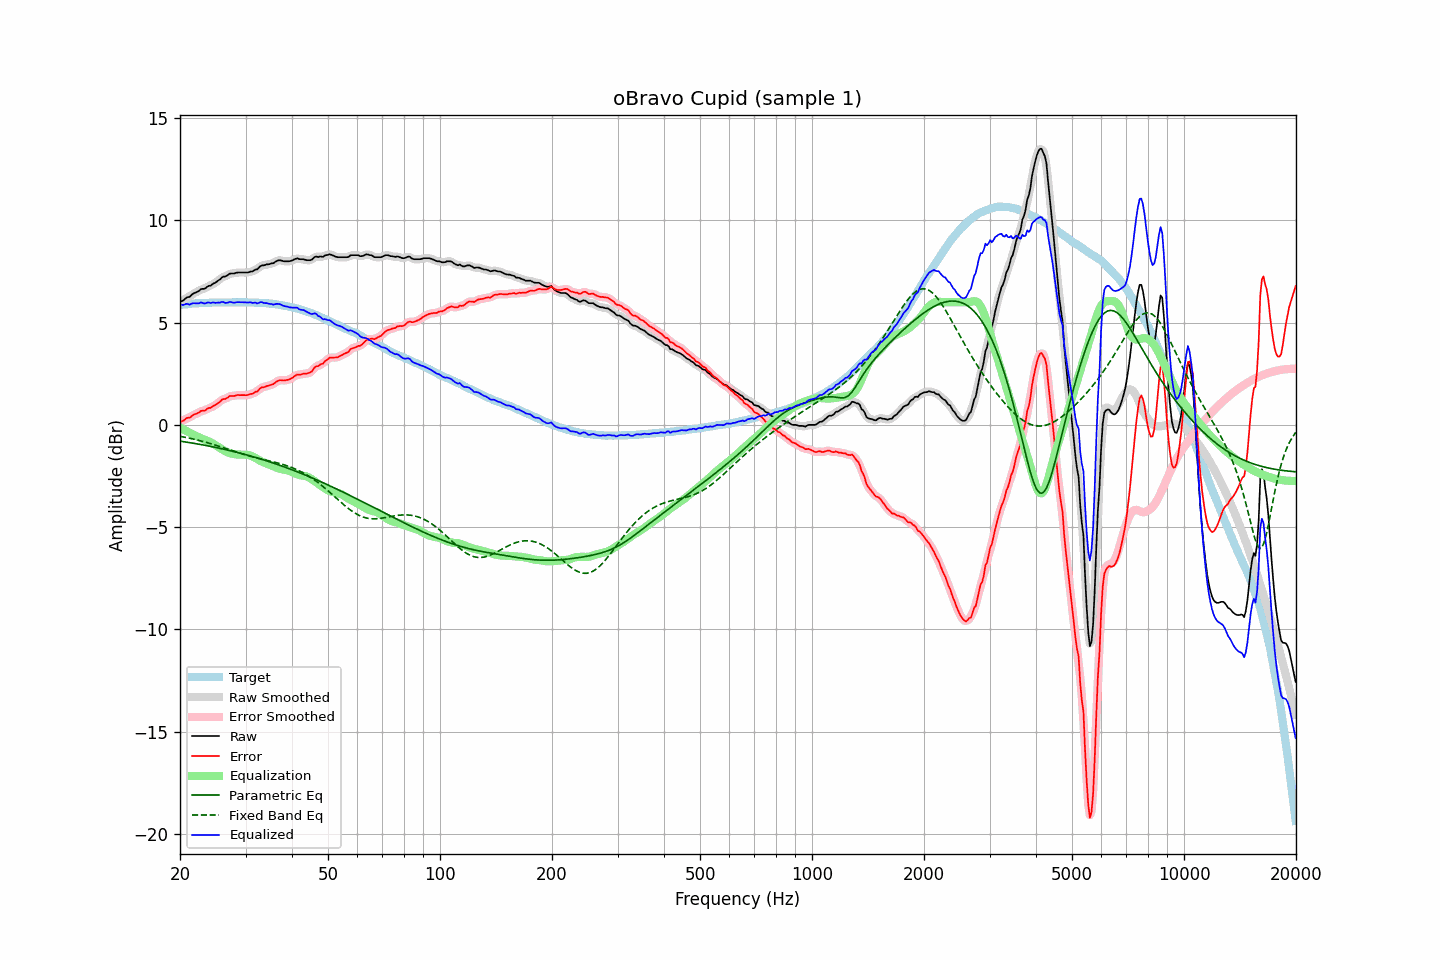 oBravo Cupid (sample 1)
15
10
5
0
−5
−10
−15
−20
Amplitude (dBr)
Target
Raw Smoothed
Error Smoothed
Raw
Error
Equalization
Parametric Eq
Fixed Band Eq
Equalized
20 50 100 200 500 1000 2000 5000 10000 20000
Frequency (Hz)